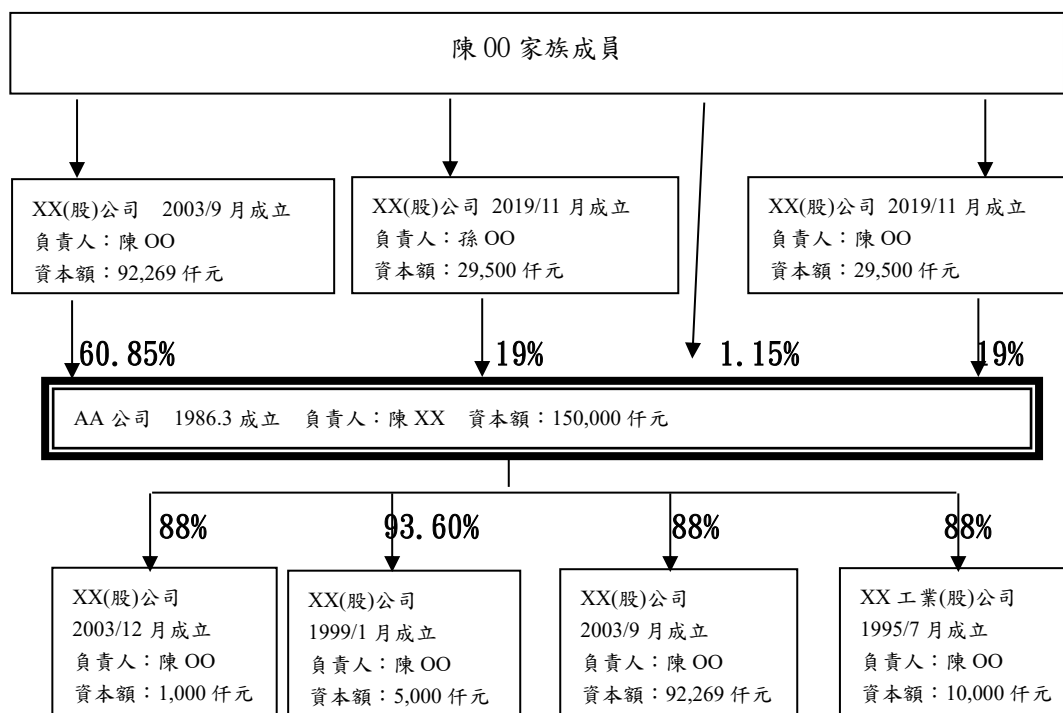 陳 OO 家族成員
XX(股)公司 2003/9 月成立
負責人：陳 OO
資本額：92,269 仟元
XX(股)公司 2019/11 月成立
負責人：孫 OO
資本額：29,500 仟元
XX(股)公司 2019/11 月成立
負責人：陳 OO
資本額：29,500 仟元
60.85%
19%
1.15%
19%
AA 公司 1986.3 成立 負責人：陳 XX 資本額：150,000 仟元
88%
93.60%
88%
88%
XX(股)公司
2003/12 月成立
負責人：陳 OO
資本額：1,000 仟元
XX(股)公司
1999/1 月成立
負責人：陳 OO
資本額：5,000 仟元
XX(股)公司
2003/9 月成立
負責人：陳 OO
資本額：92,269 仟元
XX 工業(股)公司
1995/7 月成立
負責人：陳 OO
資本額：10,000 仟元